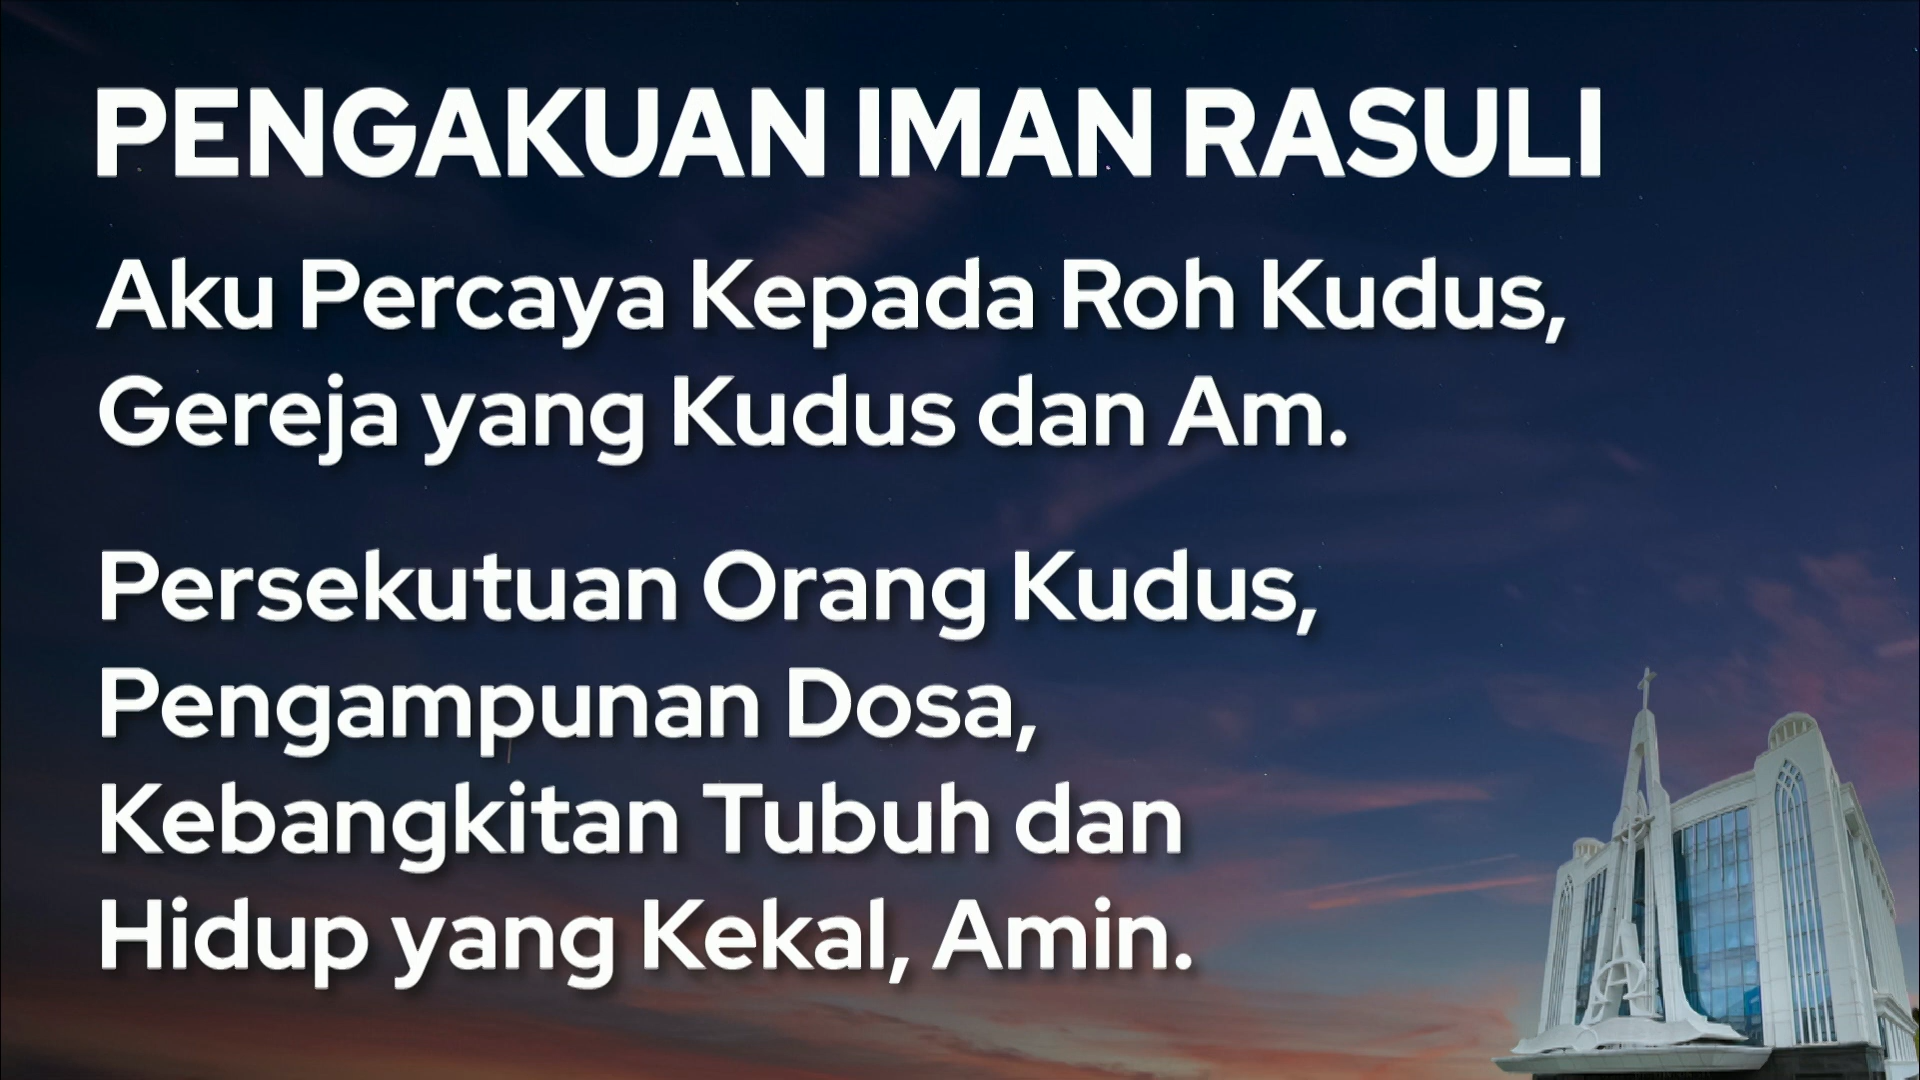 PENGAKUAN IMAN RASULI
Aku Percaya Kepada Roh Kudus,
Gereja yang Kudus dan Am.
Persekutuan Orang Kudus,
Pengampunan Dosa,
Kebangkitan Tubuh dan
Hidup yang Kekal, Amin.